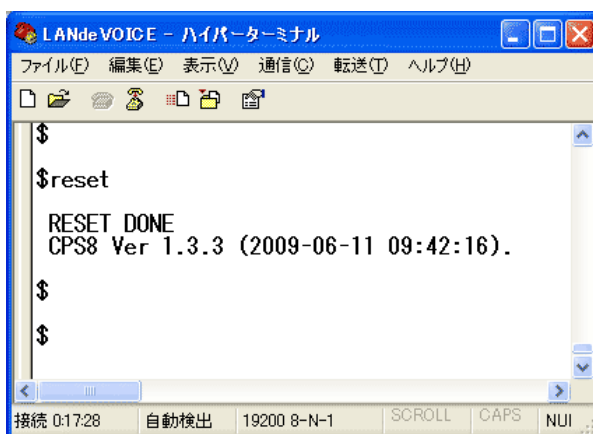 LANdeVOICE - ハイパーターミナル
ファイル(F) 編集(E) 表示(V) 通信(C) 転送(T) ヘルプ(H)
$
$reset
RESET DONE
CPS8 Ver 1.3.3 (2009-06-11 09:42:16).
$
$
接続 0:17:28 自動検出 19200 8-N-1 SCROLL CAPS NUI